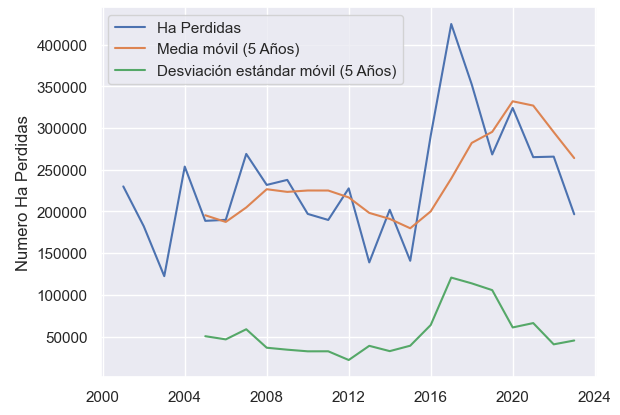 Ha Perdidas
Media móvil (5 Años)
Desviación estándar móvil (5 Años)
Numero Ha Perdidas
400000
350000
300000
250000
200000
150000
100000
50000
2000 2004 2008 2012 2016 2020 2024